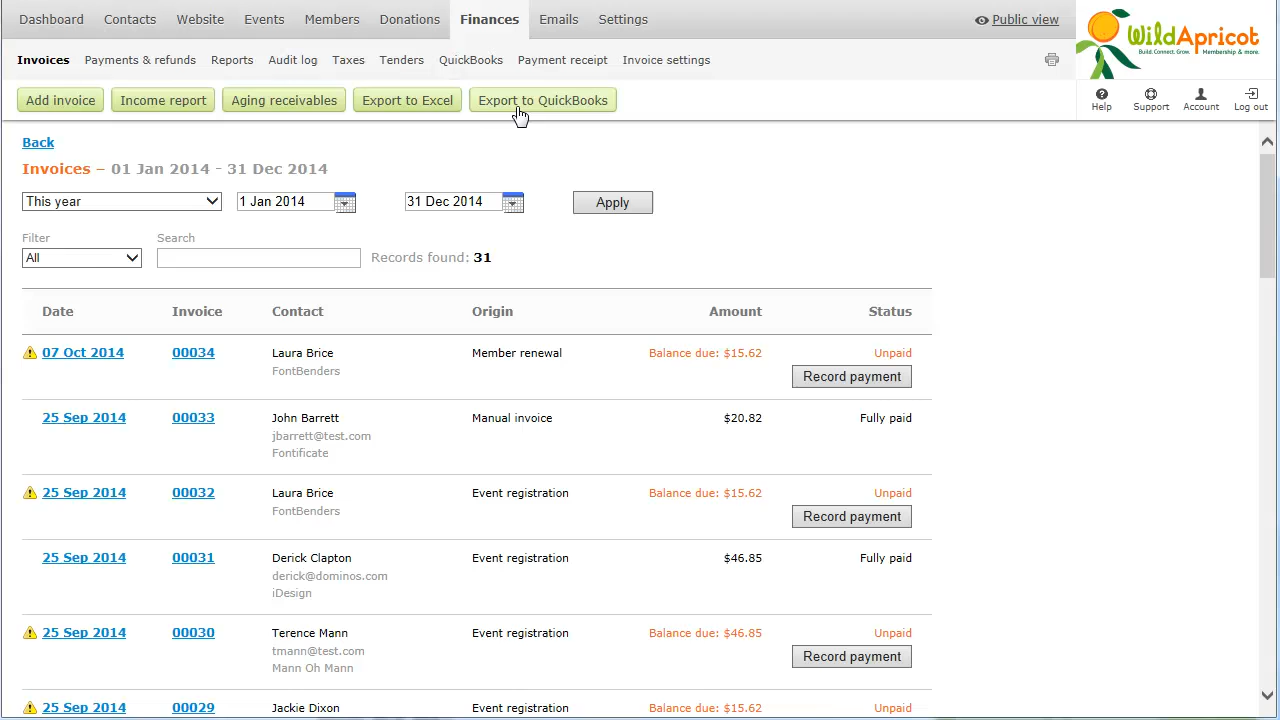 Dashboard Contacts Website Events Members Donations Finances Emails Settings Public view
WildApricot
Build. Connect. Grow. Membership & more.
Invoices Payments & refunds Reports Audit log Taxes Tenders QuickBooks Payment receipt Invoice settings
Add invoice Income report Aging receivables Export to Excel Export to QuickBooks
Help Support Account Log out
Back
Invoices – 01 Jan 2014 - 31 Dec 2014
This year 1 Jan 2014 31 Dec 2014 Apply
Filter Search
All Records found: 31
Date Invoice Contact Origin Amount Status
07 Oct 2014 00034 Laura Brice Member renewal Balance due: $15.62 Unpaid
FontBenders Record payment
25 Sep 2014 00033 John Barrett Manual invoice $20.82 Fully paid
jbarrett@test.com
Fontificate
25 Sep 2014 00032 Laura Brice Event registration Balance due: $15.62 Unpaid
FontBenders Record payment
25 Sep 2014 00031 Derick Clapton Event registration $46.85 Fully paid
derick@dominos.com
iDesign
25 Sep 2014 00030 Terence Mann Event registration Balance due: $46.85 Unpaid
tmann@test.com Record payment
Mann Oh Mann
25 Sep 2014 00029 Jackie Dixon Event registration Balance due: $15.62 Unpaid